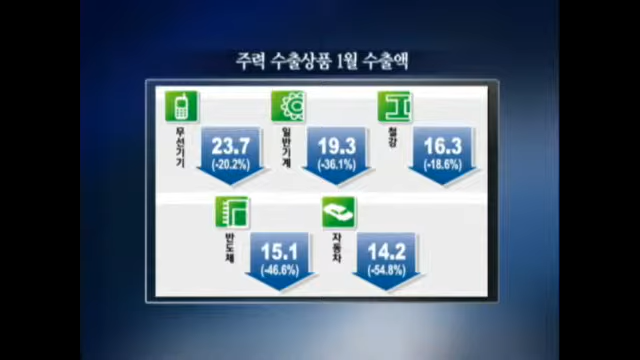 주력 수출상품 1월 수출액
무선기기
23.7
(-20.2%)
일반기계
19.3
(-36.1%)
철강
16.3
(-18.6%)
반도체
15.1
(-46.6%)
자동차
14.2
(-54.8%)